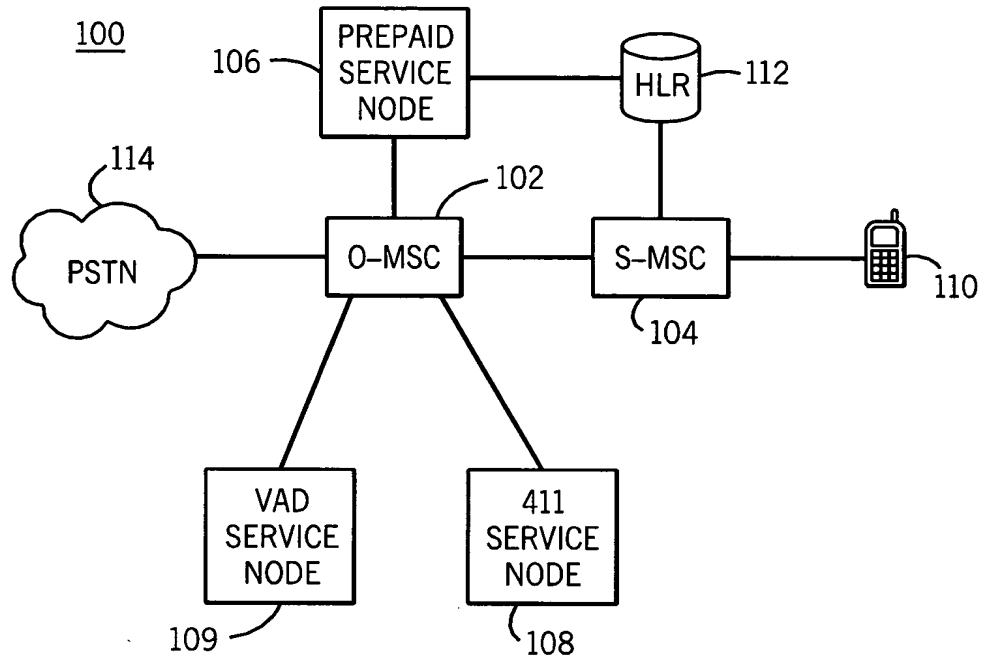 100
106
PREPAID
SERVICE
NODE
HLR
112
114
102
PSTN
O–MSC
S–MSC
110
104
VAD
SERVICE
NODE
411
SERVICE
NODE
109
108